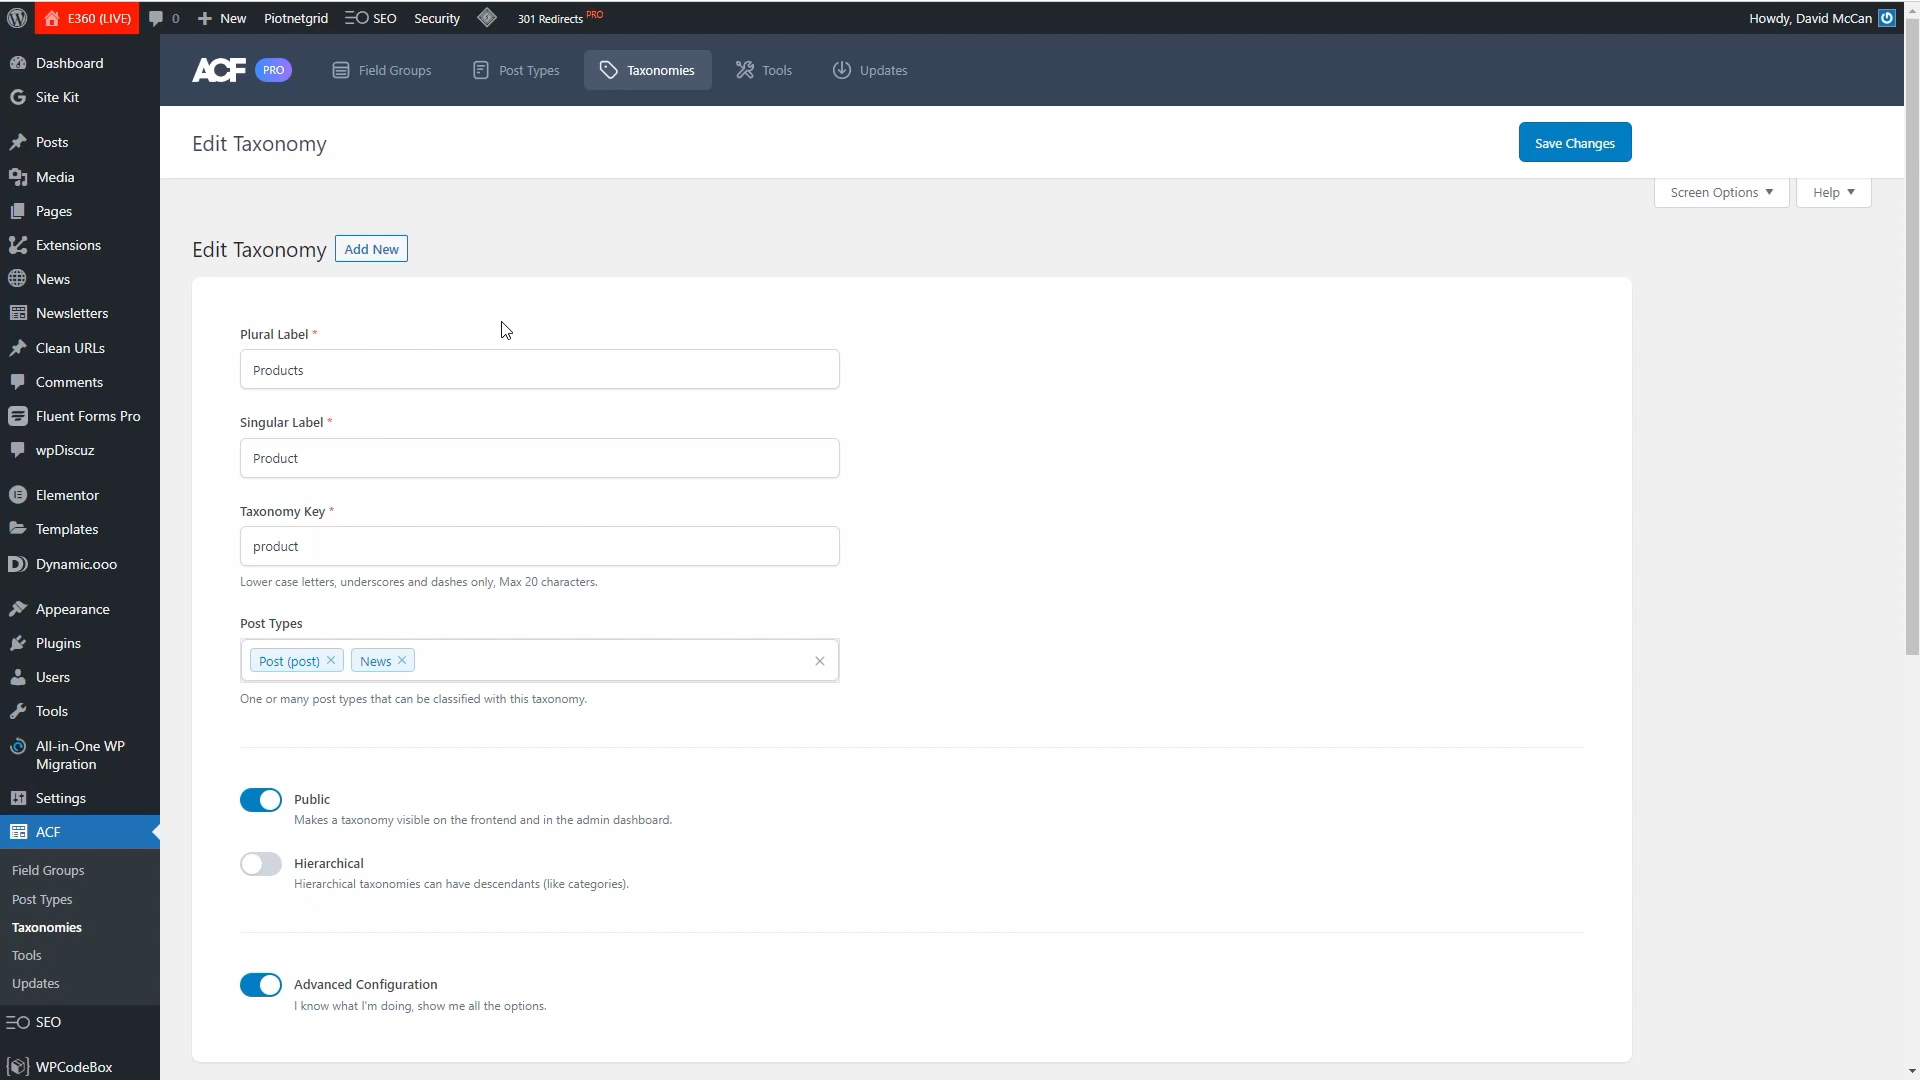 E360 (LIVE) 0 New Piotnetgrid SEO Security 301 Redirects PRO Howdy, David McCan
Dashboard
Site Kit
Posts
Media
Pages
Extensions
News
Newsletters
Clean URLs
Comments
Fluent Forms Pro
wpDiscuz
Elementor
Templates
Dynamic.ooo
Appearance
Plugins
Users
Tools
All-in-One WP
Migration
Settings
ACF
Field Groups
Post Types
Taxonomies
Tools
Updates
SEO
WPCodeBox
ACF PRO Field Groups Post Types Taxonomies Tools Updates
Edit Taxonomy Save Changes
Screen Options Help
Edit Taxonomy Add New
Plural Label *
Products
Singular Label *
Product
Taxonomy Key *
product
Lower case letters, underscores and dashes only, Max 20 characters.
Post Types
Post (post) × News × ×
One or many post types that can be classified with this taxonomy.
Public
Makes a taxonomy visible on the frontend and in the admin dashboard.
Hierarchical
Hierarchical taxonomies can have descendants (like categories).
Advanced Configuration
I know what I'm doing, show me all the options.